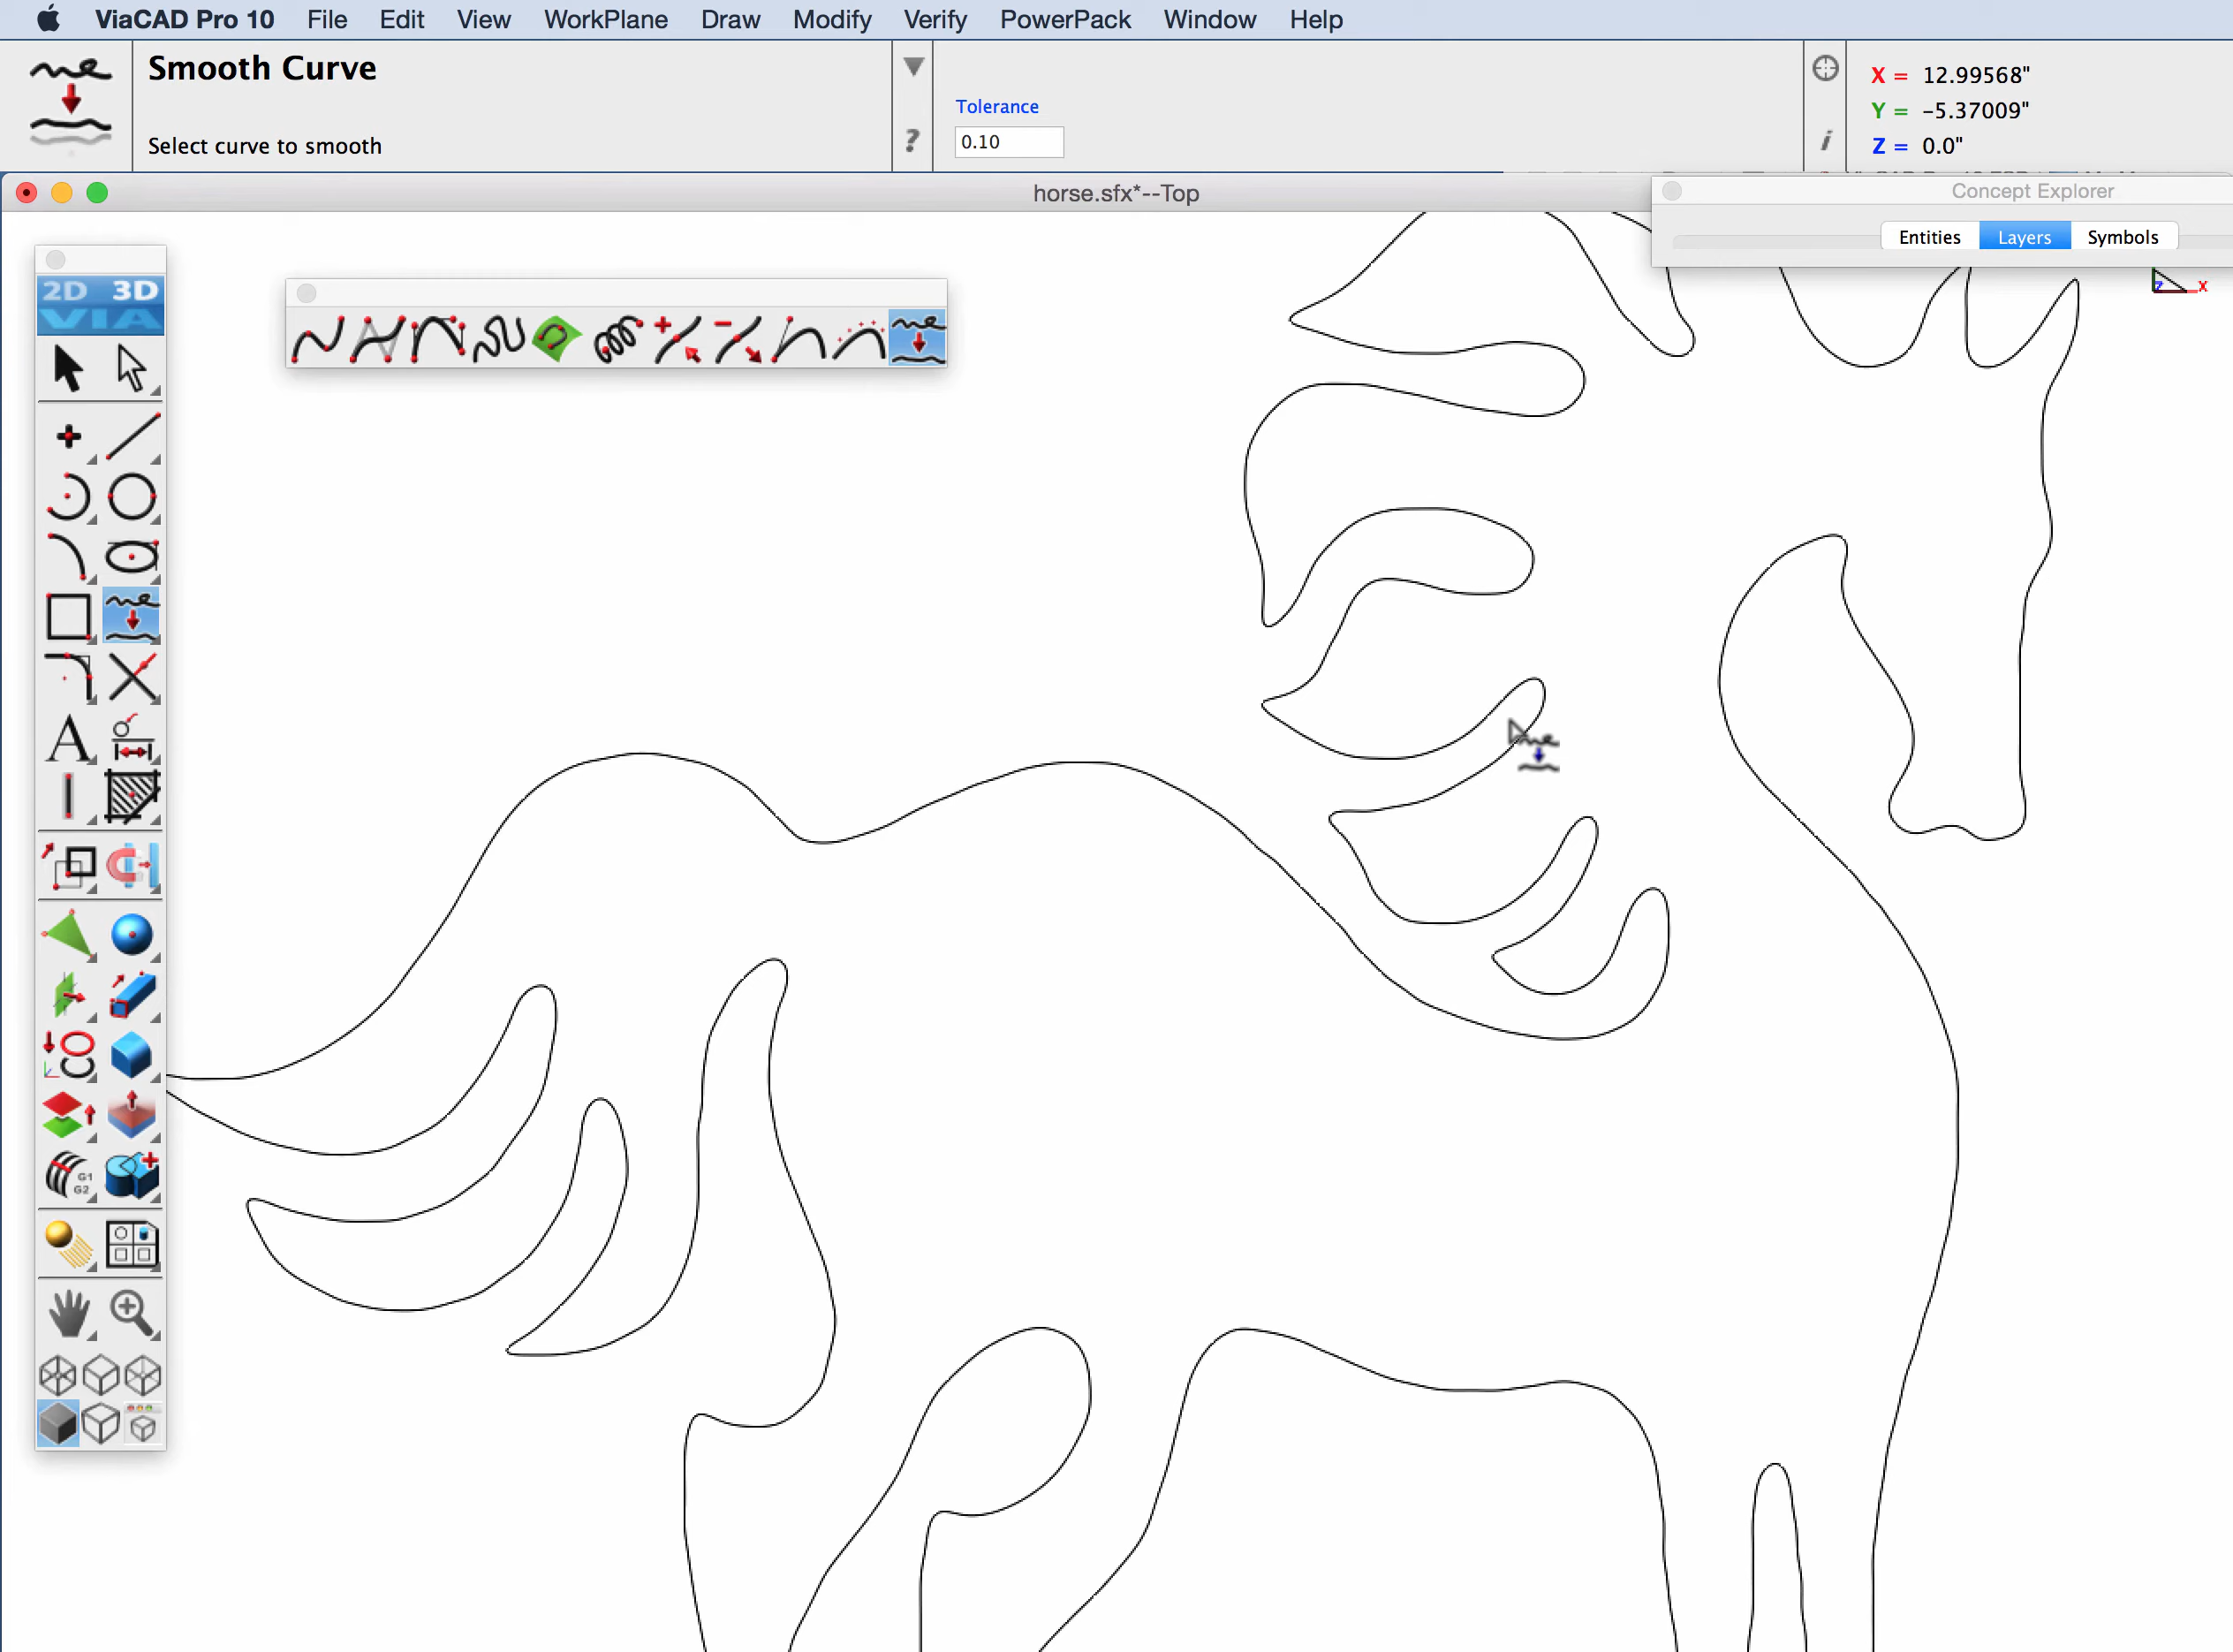 ViaCAD Pro 10 File Edit View WorkPlane Draw Modify Verify PowerPack Window Help
Smooth Curve
Select curve to smooth
?
Tolerance
0.10
i
X = 12.99568"
Y = -5.37009"
Z = 0.0"
horse.sfx*--Top
Concept Explorer
Entities Layers Symbols
Z X
2D 3D
VIA
A
G1
G2